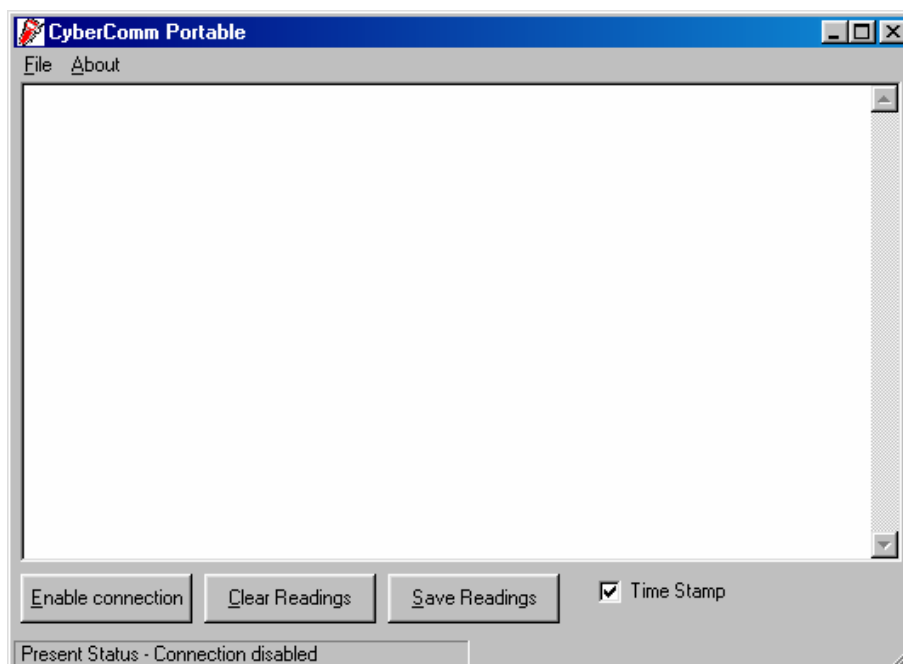 CyberComm Portable
File About
Enable connection Clear Readings Save Readings Time Stamp
Present Status - Connection disabled